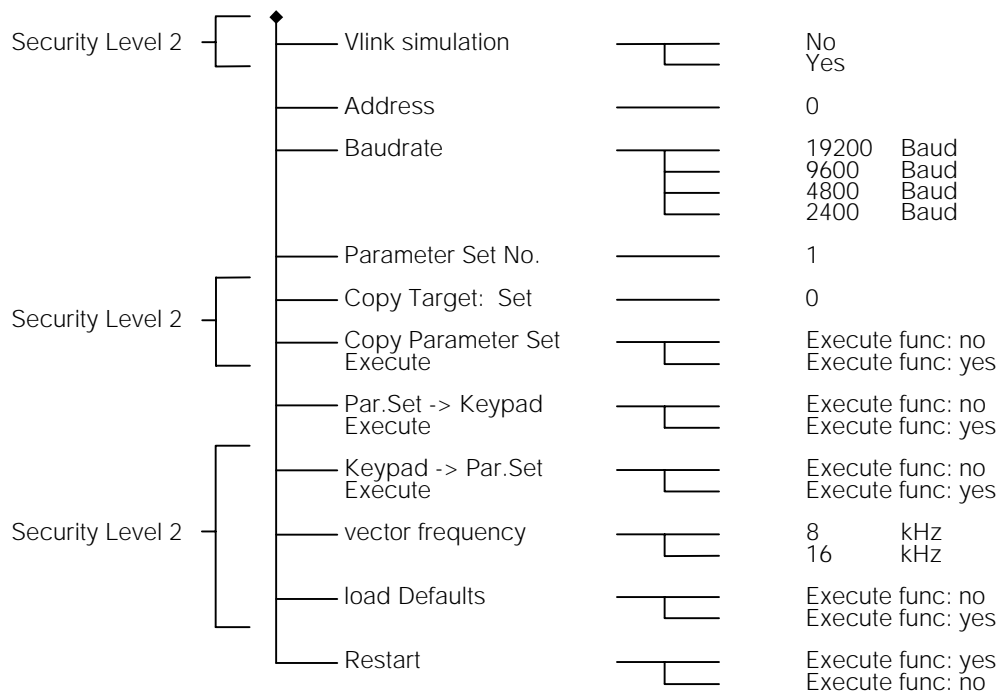 Security Level 2
Vlink simulation No
Yes
Address 0
Baudrate 19200 Baud
9600 Baud
4800 Baud
2400 Baud
Parameter Set No. 1
Security Level 2
Copy Target: Set 0
Copy Parameter Set Execute func: no
Execute Execute func: yes
Par.Set -> Keypad Execute func: no
Execute Execute func: yes
Security Level 2
Keypad -> Par.Set Execute func: no
Execute Execute func: yes
vector frequency 8 kHz
16 kHz
load Defaults Execute func: no
Execute func: yes
Restart Execute func: yes
Execute func: no